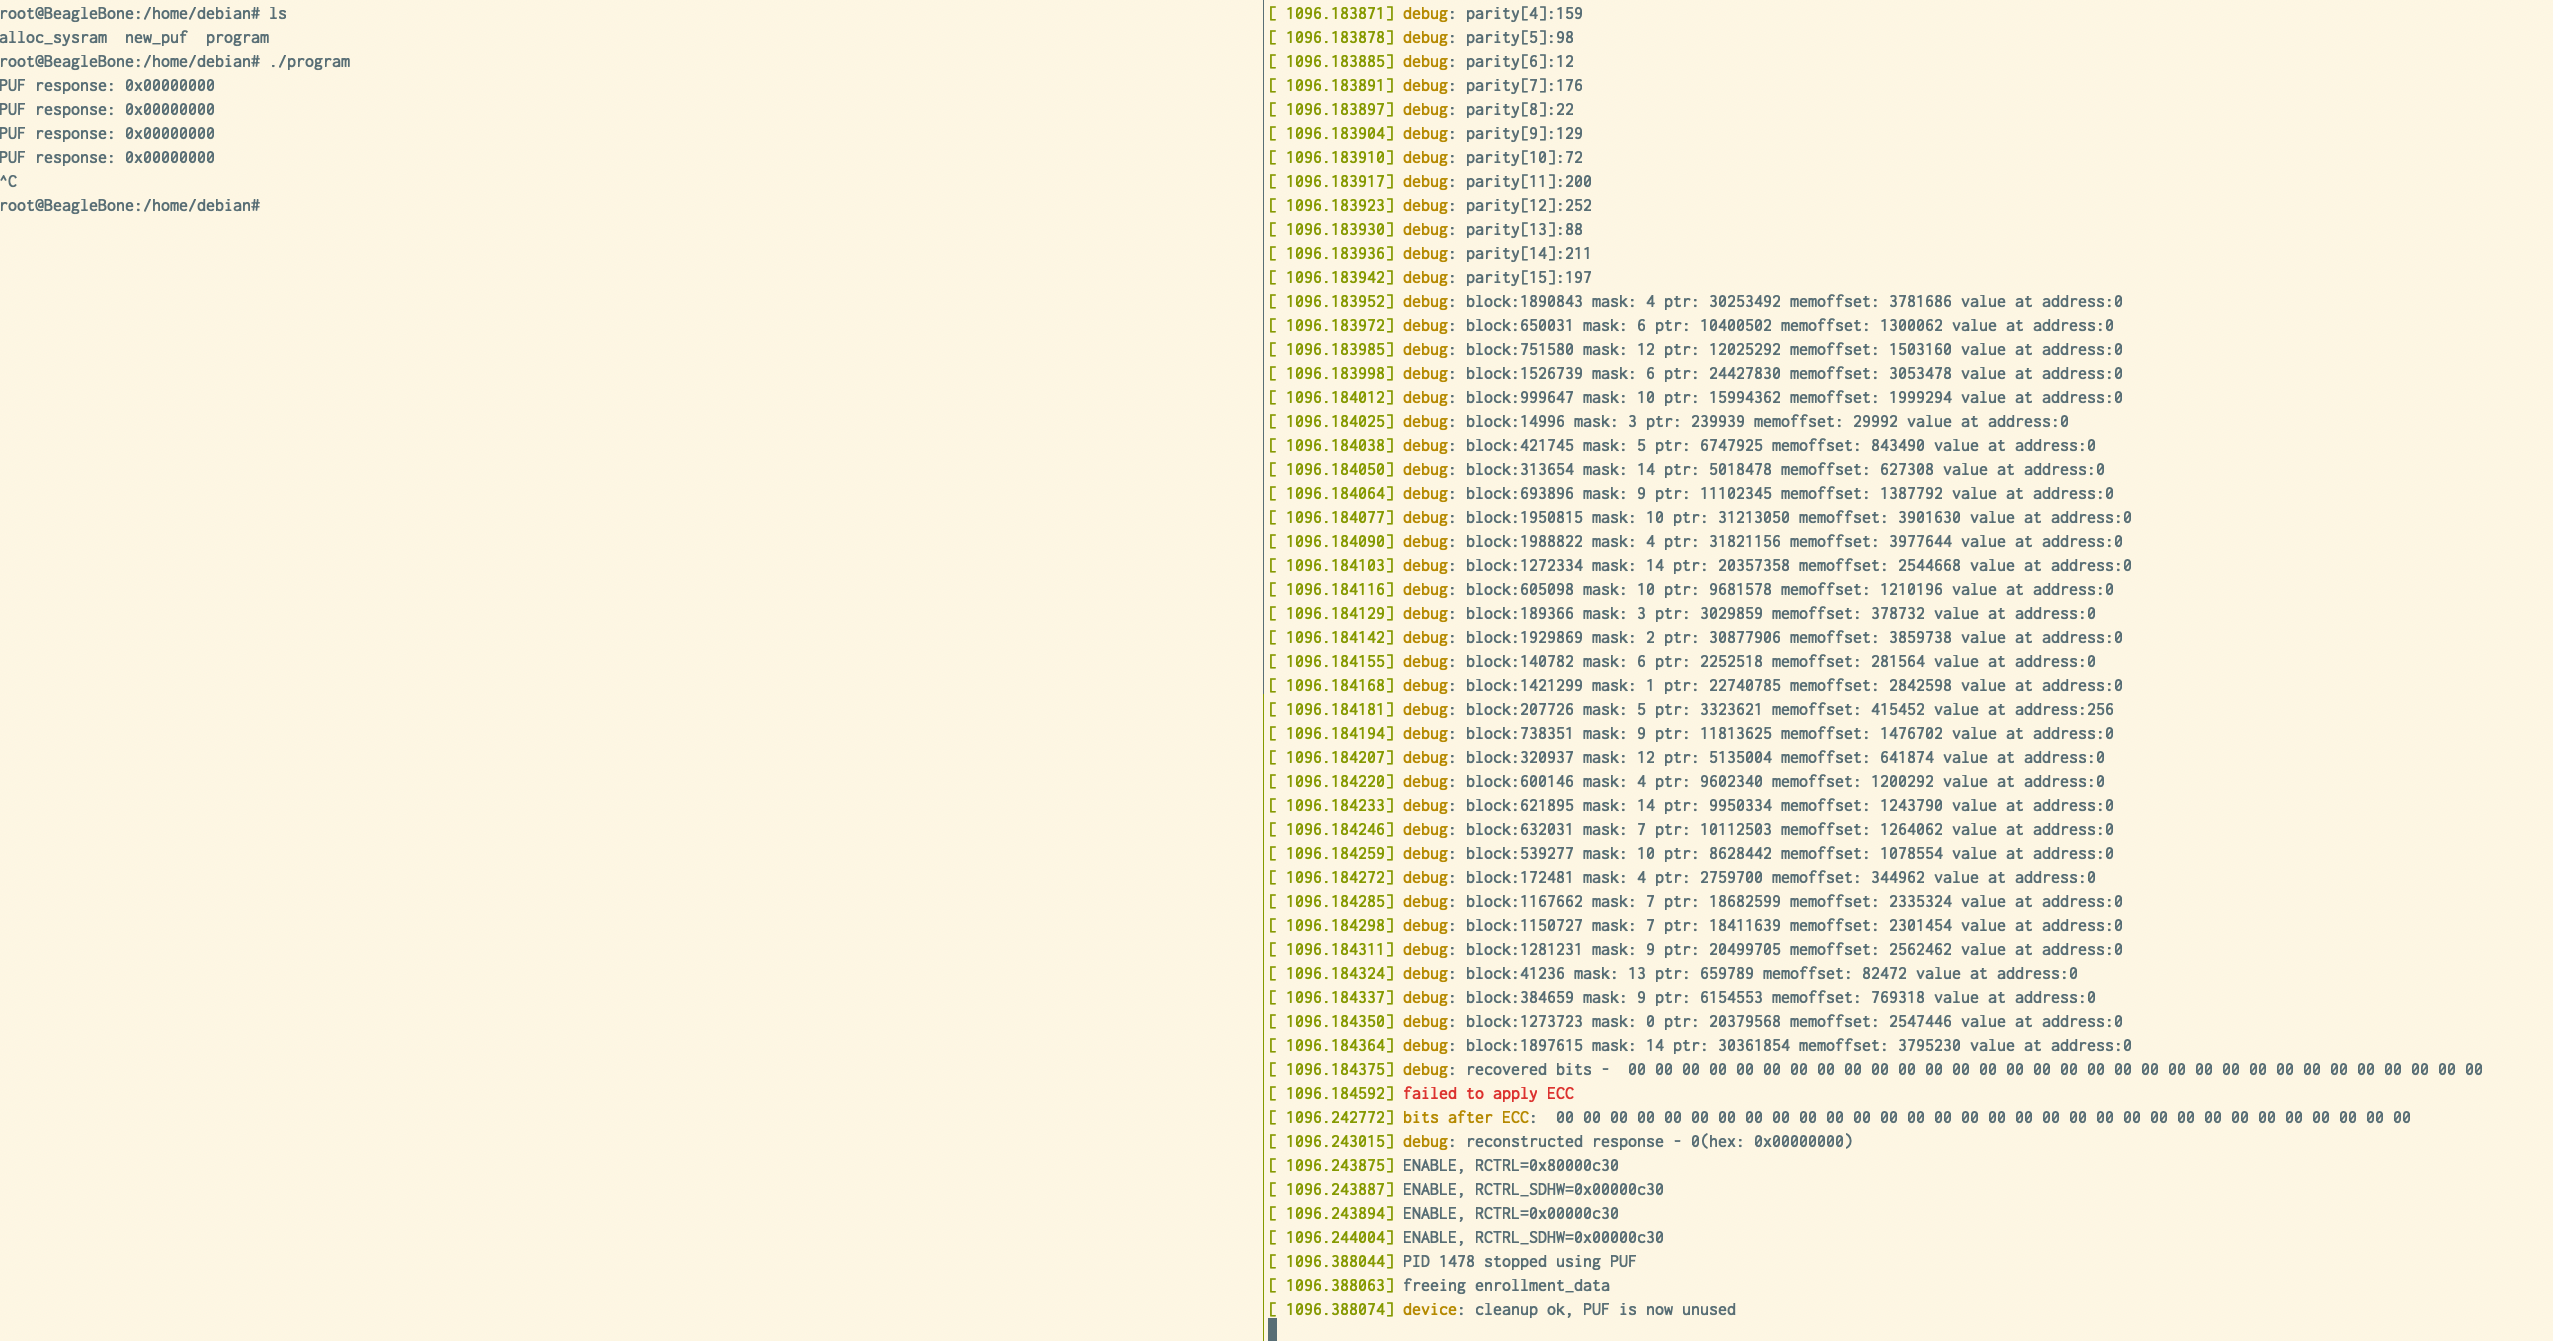 root@BeagleBone:/home/debian# ls
alloc_sysram  new_puf  program
root@BeagleBone:/home/debian# ./program
PUF response: 0x00000000
PUF response: 0x00000000
PUF response: 0x00000000
PUF response: 0x00000000
^C
root@BeagleBone:/home/debian#
[ 1096.183871] debug: parity[4]:159
[ 1096.183878] debug: parity[5]:98
[ 1096.183885] debug: parity[6]:12
[ 1096.183891] debug: parity[7]:176
[ 1096.183897] debug: parity[8]:22
[ 1096.183904] debug: parity[9]:129
[ 1096.183910] debug: parity[10]:72
[ 1096.183917] debug: parity[11]:200
[ 1096.183923] debug: parity[12]:252
[ 1096.183930] debug: parity[13]:88
[ 1096.183936] debug: parity[14]:211
[ 1096.183942] debug: parity[15]:197
[ 1096.183952] debug: block:1890843 mask: 4 ptr: 30253492 memoffset: 3781686 value at address:0
[ 1096.183972] debug: block:650031 mask: 6 ptr: 10400502 memoffset: 1300062 value at address:0
[ 1096.183985] debug: block:751580 mask: 12 ptr: 12025292 memoffset: 1503160 value at address:0
[ 1096.183998] debug: block:1526739 mask: 6 ptr: 24427830 memoffset: 3053478 value at address:0
[ 1096.184012] debug: block:999647 mask: 10 ptr: 15994362 memoffset: 1999294 value at address:0
[ 1096.184025] debug: block:14996 mask: 3 ptr: 239939 memoffset: 29992 value at address:0
[ 1096.184038] debug: block:421745 mask: 5 ptr: 6747925 memoffset: 843490 value at address:0
[ 1096.184050] debug: block:313654 mask: 14 ptr: 5018478 memoffset: 627308 value at address:0
[ 1096.184064] debug: block:693896 mask: 9 ptr: 11102345 memoffset: 1387792 value at address:0
[ 1096.184077] debug: block:1950815 mask: 10 ptr: 31213050 memoffset: 3901630 value at address:0
[ 1096.184090] debug: block:1988822 mask: 4 ptr: 31821156 memoffset: 3977644 value at address:0
[ 1096.184103] debug: block:1272334 mask: 14 ptr: 20357358 memoffset: 2544668 value at address:0
[ 1096.184116] debug: block:605098 mask: 10 ptr: 9681578 memoffset: 1210196 value at address:0
[ 1096.184129] debug: block:189366 mask: 3 ptr: 3029859 memoffset: 378732 value at address:0
[ 1096.184142] debug: block:1929869 mask: 2 ptr: 30877906 memoffset: 3859738 value at address:0
[ 1096.184155] debug: block:140782 mask: 6 ptr: 2252518 memoffset: 281564 value at address:0
[ 1096.184168] debug: block:1421299 mask: 1 ptr: 22740785 memoffset: 2842598 value at address:0
[ 1096.184181] debug: block:207726 mask: 5 ptr: 3323621 memoffset: 415452 value at address:256
[ 1096.184194] debug: block:738351 mask: 9 ptr: 11813625 memoffset: 1476702 value at address:0
[ 1096.184207] debug: block:320937 mask: 12 ptr: 5135004 memoffset: 641874 value at address:0
[ 1096.184220] debug: block:600146 mask: 4 ptr: 9602340 memoffset: 1200292 value at address:0
[ 1096.184233] debug: block:621895 mask: 14 ptr: 9950334 memoffset: 1243790 value at address:0
[ 1096.184246] debug: block:632031 mask: 7 ptr: 10112503 memoffset: 1264062 value at address:0
[ 1096.184259] debug: block:539277 mask: 10 ptr: 8628442 memoffset: 1078554 value at address:0
[ 1096.184272] debug: block:172481 mask: 4 ptr: 2759700 memoffset: 344962 value at address:0
[ 1096.184285] debug: block:1167662 mask: 7 ptr: 18682599 memoffset: 2335324 value at address:0
[ 1096.184298] debug: block:1150727 mask: 7 ptr: 18411639 memoffset: 2301454 value at address:0
[ 1096.184311] debug: block:1281231 mask: 9 ptr: 20499705 memoffset: 2562462 value at address:0
[ 1096.184324] debug: block:41236 mask: 13 ptr: 659789 memoffset: 82472 value at address:0
[ 1096.184337] debug: block:384659 mask: 9 ptr: 6154553 memoffset: 769318 value at address:0
[ 1096.184350] debug: block:1273723 mask: 0 ptr: 20379568 memoffset: 2547446 value at address:0
[ 1096.184364] debug: block:1897615 mask: 14 ptr: 30361854 memoffset: 3795230 value at address:0
[ 1096.184375] debug: recovered bits -  00 00 00 00 00 00 00 00 00 00 00 00 00 00 00 00 00 00 00 00 00 00 00 00 00 00 00 00 00 00 00 00
[ 1096.184592] failed to apply ECC
[ 1096.242772] bits after ECC:  00 00 00 00 00 00 00 00 00 00 00 00 00 00 00 00 00 00 00 00 00 00 00 00 00 00 00 00 00 00 00 00
[ 1096.243015] debug: reconstructed response - 0(hex: 0x00000000)
[ 1096.243875] ENABLE, RCTRL=0x80000c30
[ 1096.243887] ENABLE, RCTRL_SDHW=0x00000c30
[ 1096.243894] ENABLE, RCTRL=0x00000c30
[ 1096.244004] ENABLE, RCTRL_SDHW=0x00000c30
[ 1096.388044] PID 1478 stopped using PUF
[ 1096.388063] freeing enrollment_data
[ 1096.388074] device: cleanup ok, PUF is now unused